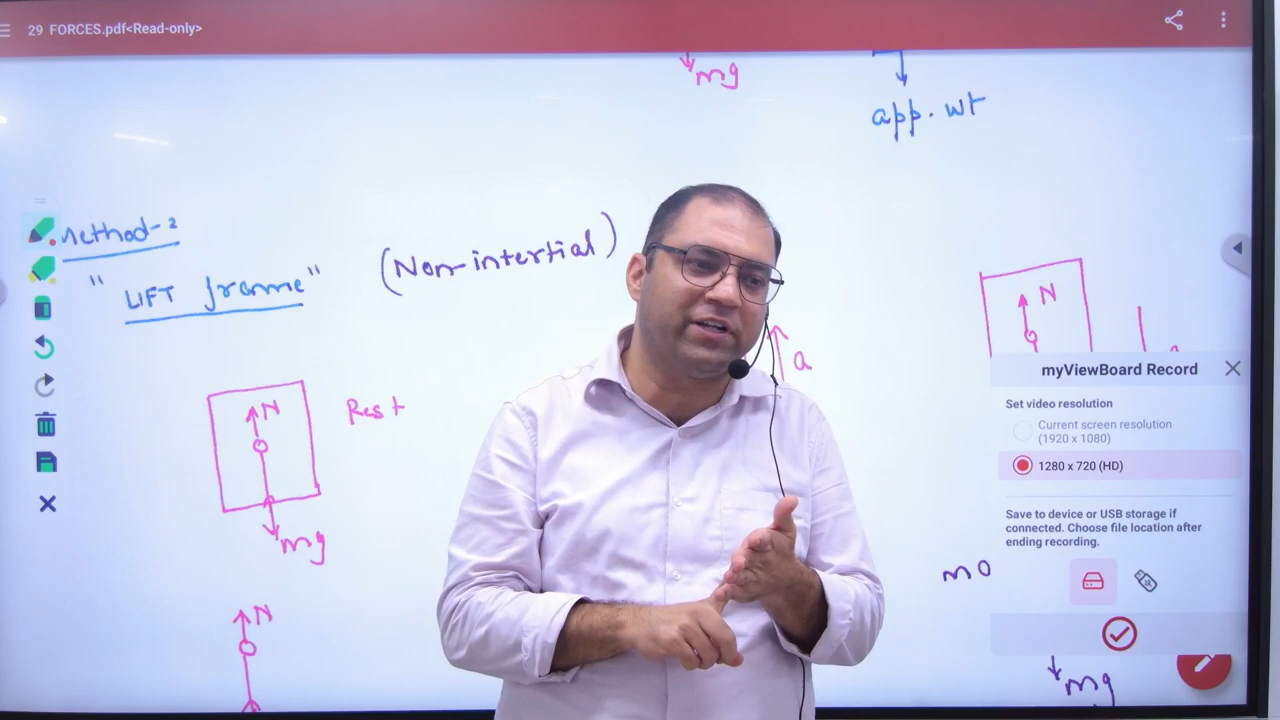 29 FORCES.pdf<Read-only>
mg
app. wt
Method-2
"LIFT frame"
(Non-intertial)
N
Rest
mg
N
a
N
myViewBoard Record
Set video resolution
Current screen resolution
(1920 x 1080)
1280 x 720 (HD)
Save to device or USB storage if
connected. Choose file location after
ending recording.
mg